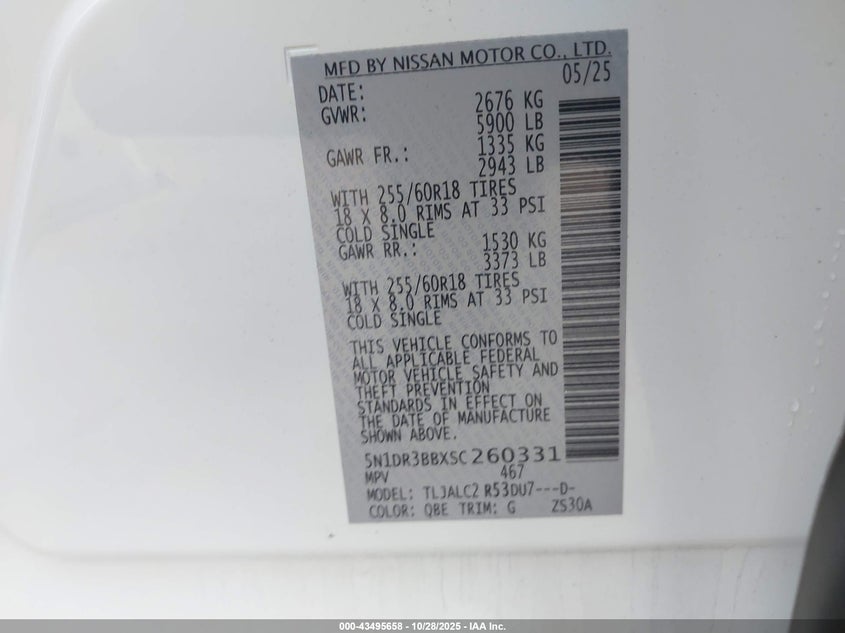 MFD BY NISSAN MOTOR CO., LTD.
DATE: 05/25
GVWR: 2676 KG
5900 LB
GAWR FR.: 1335 KG
2943 LB
WITH 255/60R18 TIRES
18 X 8.0 RIMS AT 33 PSI
COLD SINGLE
GAWR RR.: 1530 KG
3373 LB
WITH 255/60R18 TIRES
18 X 8.0 RIMS AT 33 PSI
COLD SINGLE
THIS VEHICLE CONFORMS TO
ALL APPLICABLE FEDERAL
MOTOR VEHICLE SAFETY AND
THEFT PREVENTION
STANDARDS IN EFFECT ON
THE DATE OF MANUFACTURE
SHOWN ABOVE.
5N1DR3BBXSC260331
MPV 467
MODEL: TLJALC2 R53DU7---D-
COLOR: QBE TRIM: G ZS30A
000-43495658 - 10/28/2025 - IAA Inc.